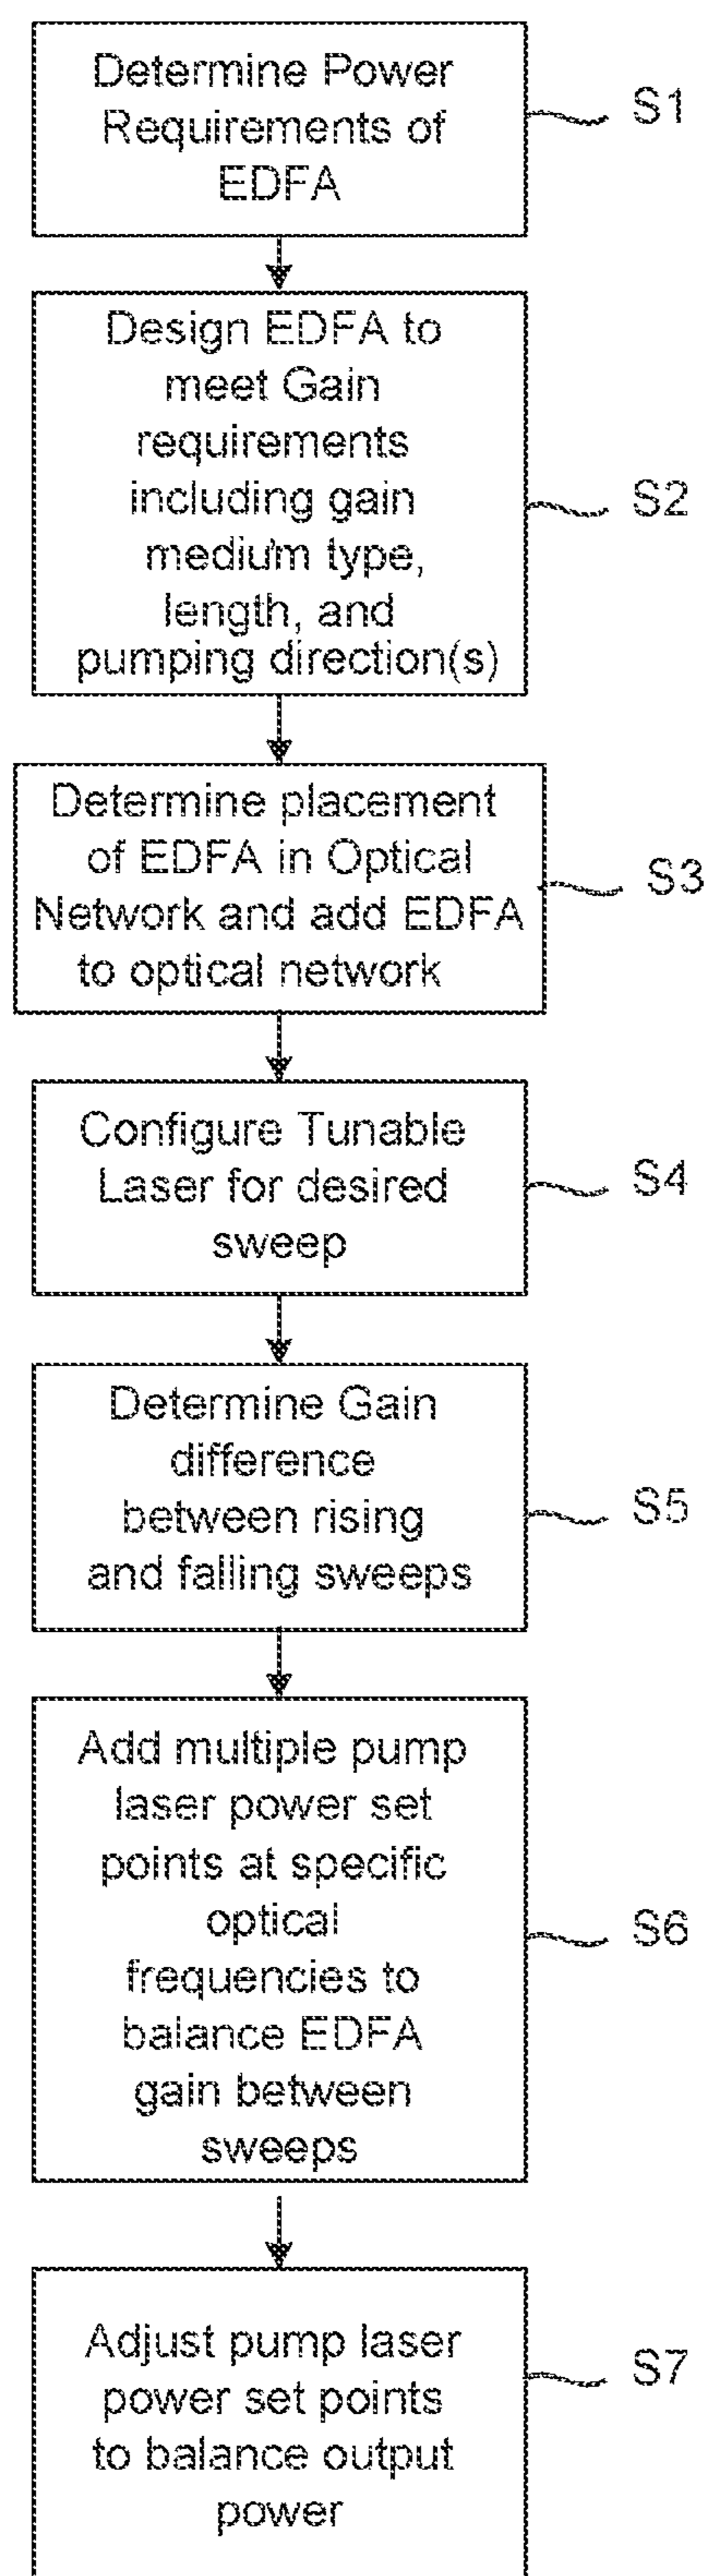 Determine Power
Requirements of
EDFA
S1
Design EDFA to
meet Gain
requirements
including gain
medium type,
length, and
pumping direction(s)
S2
Determine placement
of EDFA in Optical
Network and add EDFA
to optical network
S3
Configure Tunable
Laser for desired
sweep
S4
Determine Gain
difference
between rising
and falling sweeps
S5
Add multiple pump
laser power set
points at specific
optical
frequencies to
balance EDFA
gain between
sweeps
S6
Adjust pump laser
power set points
to balance output
power
S7